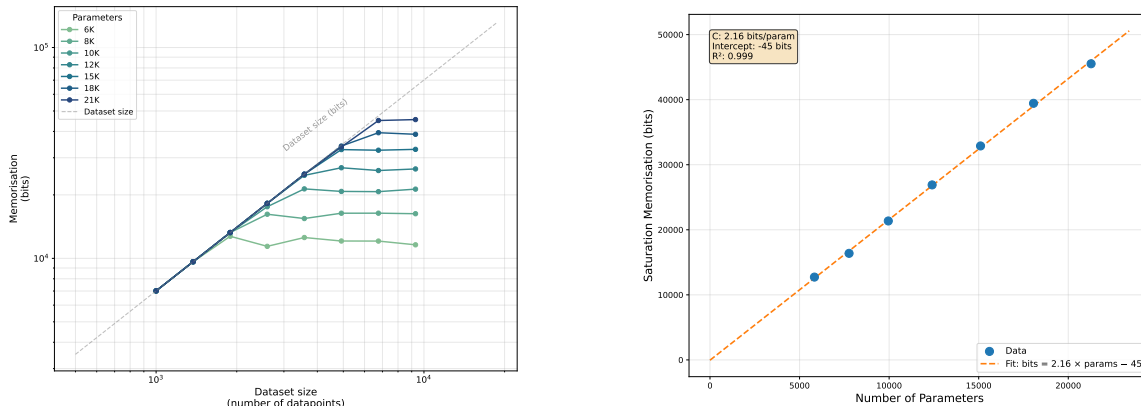 Parameters
6K
8K
10K
12K
15K
18K
21K
Dataset size
Dataset size (bits)
10⁵
10⁴
Memorisation
(bits)
10³
10⁴
Dataset size
(number of datapoints)
C: 2.16 bits/param
Intercept: -45 bits
R²: 0.999
50000
40000
30000
20000
10000
0
Saturation Memorisation (bits)
0
5000
10000
15000
20000
Number of Parameters
Data
Fit: bits = 2.16 × params − 45